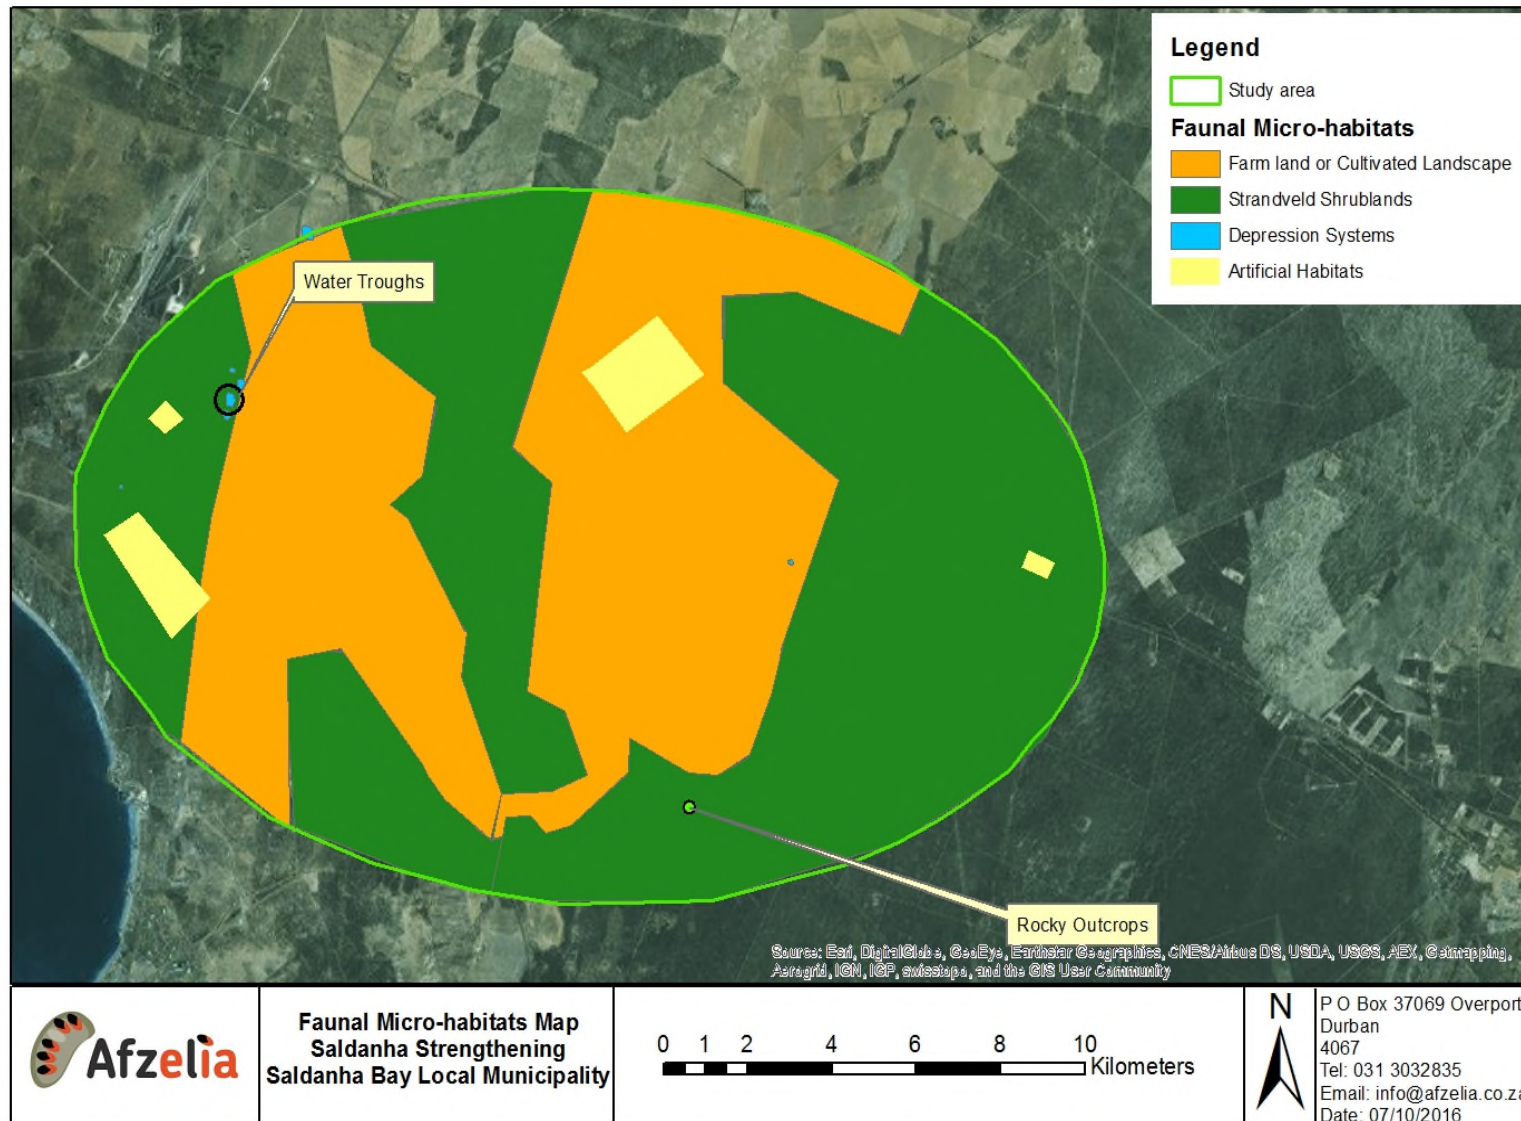 Legend
Study area
Faunal Micro-habitats
Farm land or Cultivated Landscape
Strandveld Shrublands
Depression Systems
Artificial Habitats
Water Troughs
Rocky Outcrops
Source: Esri, DigitalGlobe, GeoEye, Earthstar Geographics, CNES/Airbus DS, USDA, USGS, AEX, Getmapping,
Aerogrid, IGN, IGP, swisstopo, and the GIS User Community
Afzelia
Faunal Micro-habitats Map
Saldanha Strengthening
Saldanha Bay Local Municipality
0 1 2 4 6 8 10
Kilometers
N
P O Box 37069 Overport
Durban
4067
Tel: 031 3032835
Email: info@afzelia.co.za
Date: 07/10/2016